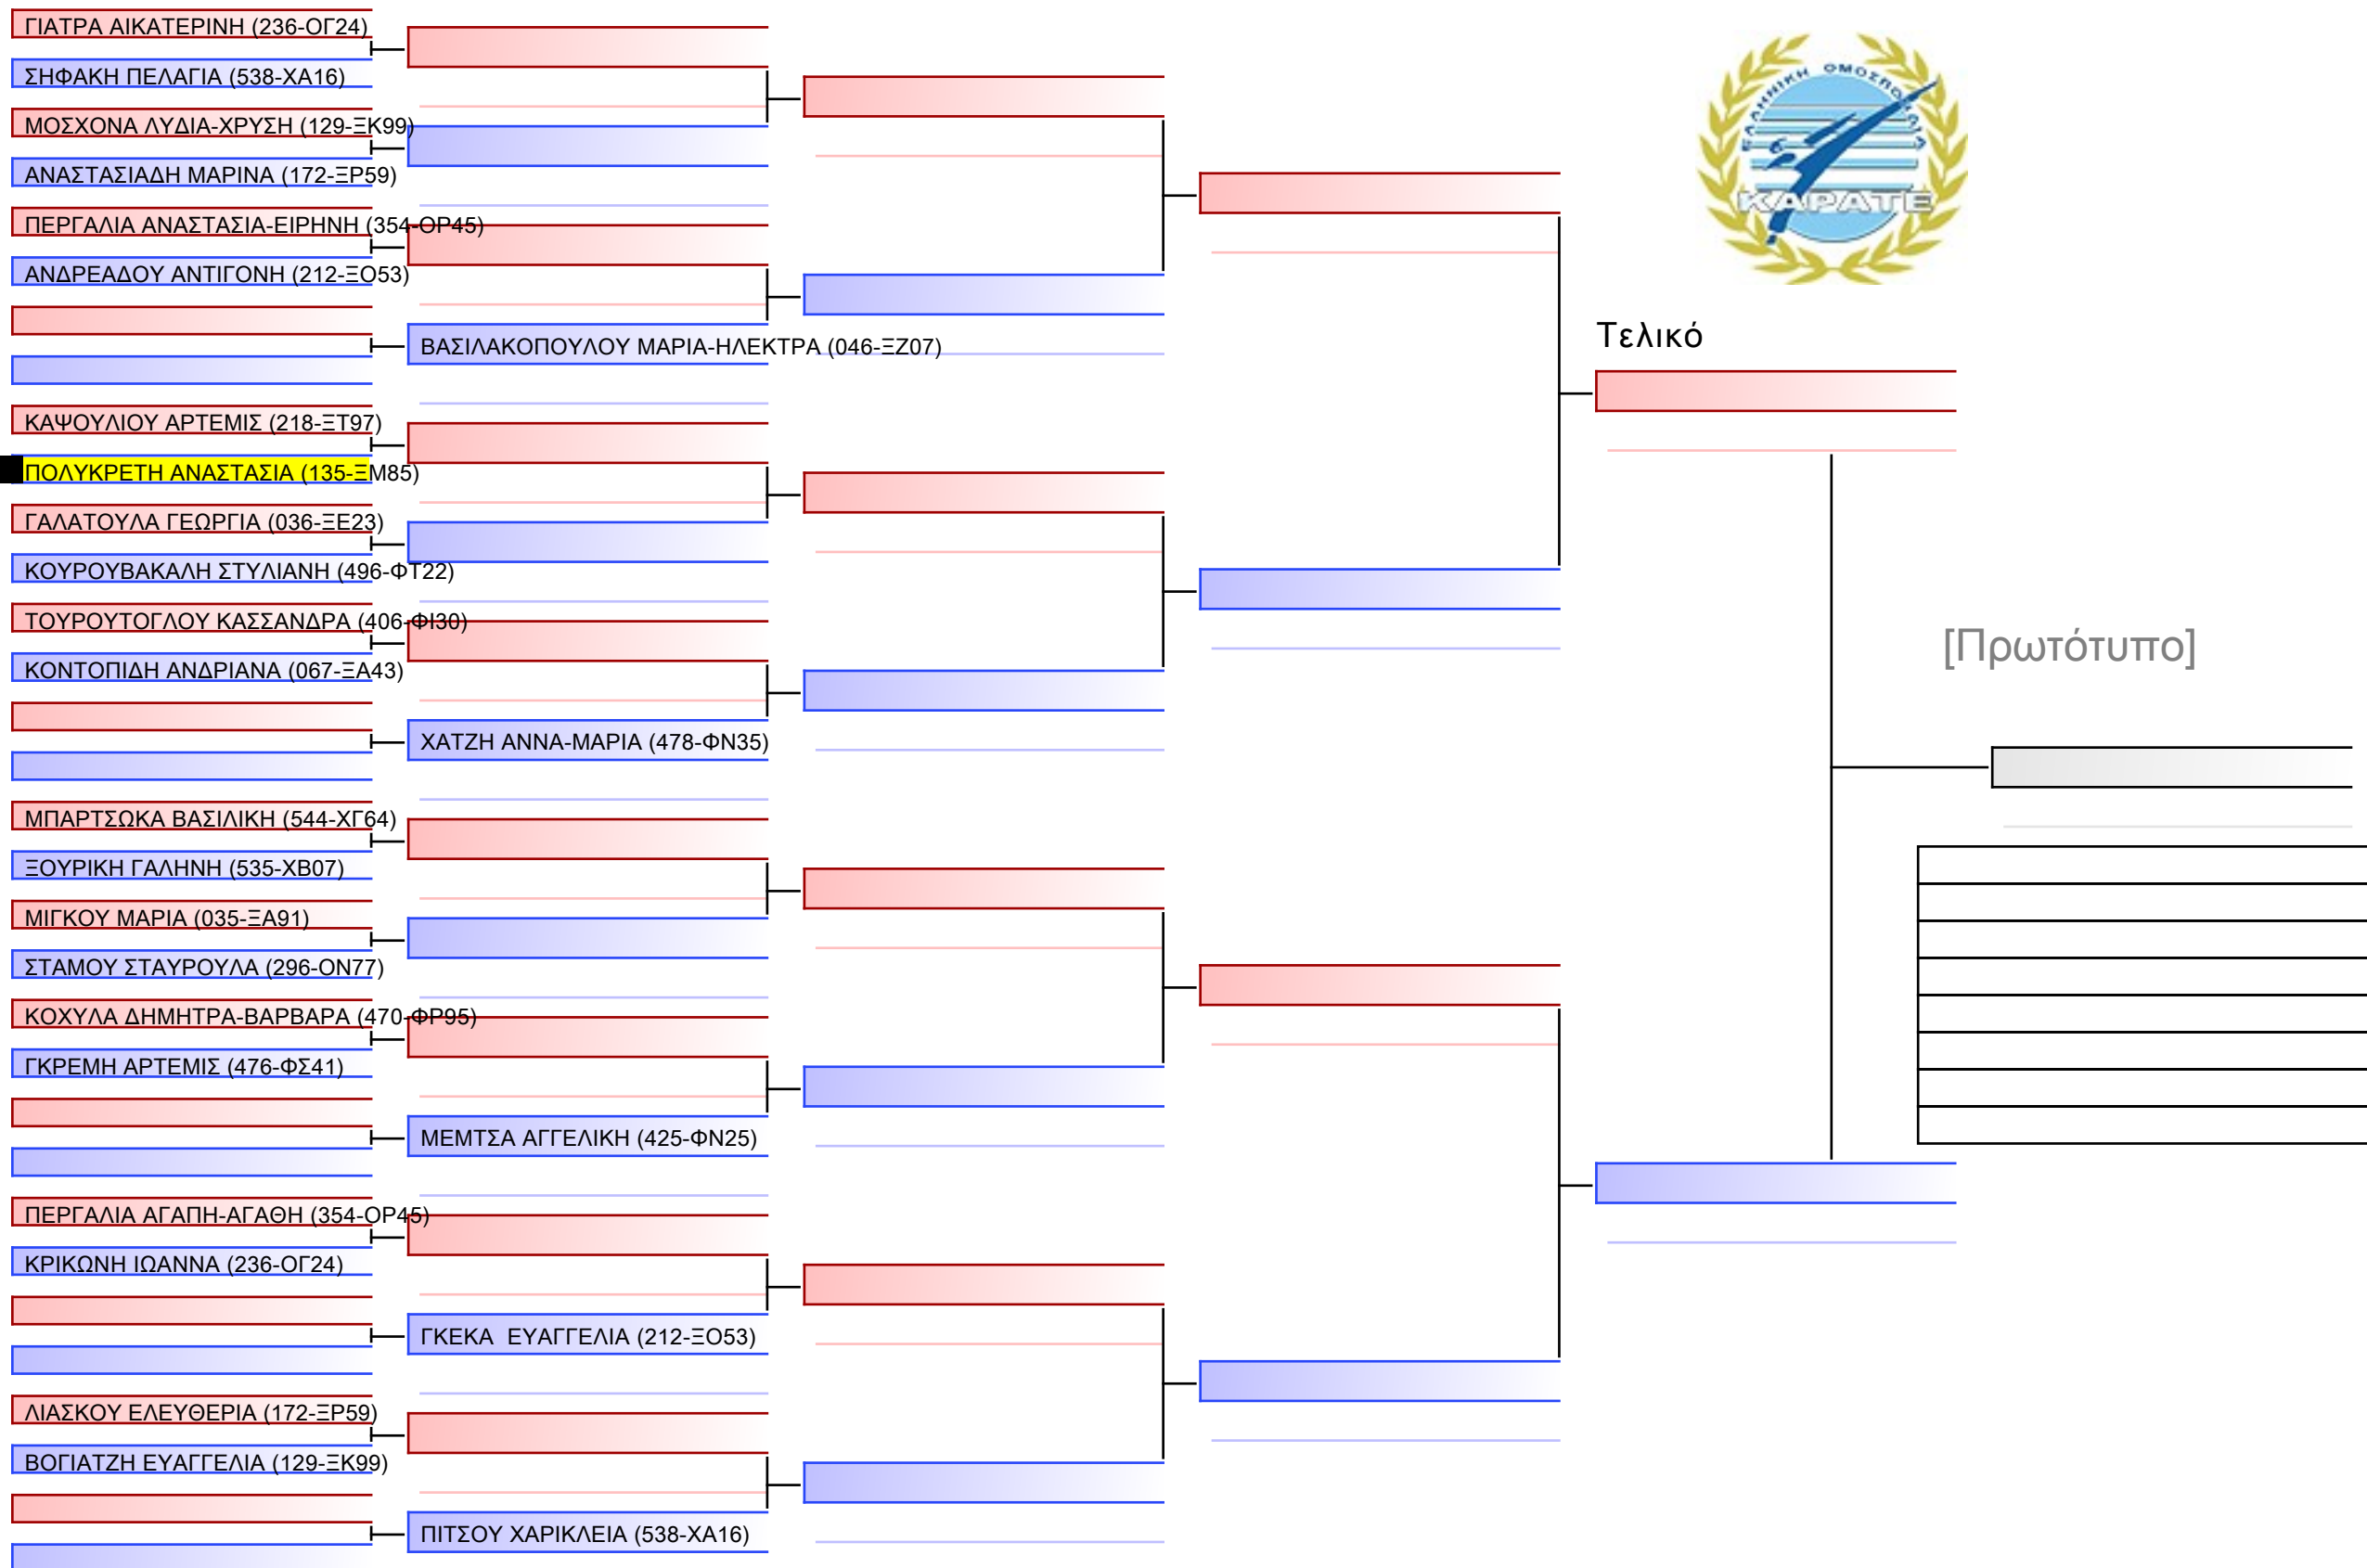 ΓΙΑΤΡΑ ΑΙΚΑΤΕΡΙΝΗ (236-ΟΓ24)
ΣΗΦΑΚΗ ΠΕΛΑΓΙΑ (538-ΧΑ16)
ΜΟΣΧΟΝΑ ΛΥΔΙΑ-ΧΡΥΣΗ (129-ΞΚ99)
ΑΝΑΣΤΑΣΙΑΔΗ ΜΑΡΙΝΑ (172-ΞΡ59)
ΠΕΡΓΑΛΙΑ ΑΝΑΣΤΑΣΙΑ-ΕΙΡΗΝΗ (354-ΟΡ45)
ΑΝΔΡΕΑΔΟΥ ΑΝΤΙΓΟΝΗ (212-ΞΟ53)
ΚΑΨΟΥΛΙΟΥ ΑΡΤΕΜΙΣ (218-ΞΤ97)
ΠΟΛΥΚΡΕΤΗ ΑΝΑΣΤΑΣΙΑ (135-ΞΜ85)
ΓΑΛΑΤΟΥΛΑ ΓΕΩΡΓΙΑ (036-ΞΕ23)
ΚΟΥΡΟΥΒΑΚΑΛΗ ΣΤΥΛΙΑΝΗ (496-ΦΤ22)
ΤΟΥΡΟΥΤΟΓΛΟΥ ΚΑΣΣΑΝΔΡΑ (406-ΦΙ30)
ΚΟΝΤΟΠΙΔΗ ΑΝΔΡΙΑΝΑ (067-ΞΑ43)
ΜΠΑΡΤΣΩΚΑ ΒΑΣΙΛΙΚΗ (544-ΧΓ64)
ΞΟΥΡΙΚΗ ΓΑΛΗΝΗ (535-ΧΒ07)
ΜΙΓΚΟΥ ΜΑΡΙΑ (035-ΞΑ91)
ΣΤΑΜΟΥ ΣΤΑΥΡΟΥΛΑ (296-ΟΝ77)
ΚΟΧΥΛΑ ΔΗΜΗΤΡΑ-ΒΑΡΒΑΡΑ (470-ΦΡ95)
ΓΚΡΕΜΗ ΑΡΤΕΜΙΣ (476-ΦΣ41)
ΠΕΡΓΑΛΙΑ ΑΓΑΠΗ-ΑΓΑΘΗ (354-ΟΡ45)
ΚΡΙΚΩΝΗ ΙΩΑΝΝΑ (236-ΟΓ24)
ΛΙΑΣΚΟΥ ΕΛΕΥΘΕΡΙΑ (172-ΞΡ59)
ΒΟΓΙΑΤΖΗ ΕΥΑΓΓΕΛΙΑ (129-ΞΚ99)
ΒΑΣΙΛΑΚΟΠΟΥΛΟΥ ΜΑΡΙΑ-ΗΛΕΚΤΡΑ (046-ΞΖ07)
ΧΑΤΖΗ ΑΝΝΑ-ΜΑΡΙΑ (478-ΦΝ35)
ΜΕΜΤΣΑ ΑΓΓΕΛΙΚΗ (425-ΦΝ25)
ΓΚΕΚΑ ΕΥΑΓΓΕΛΙΑ (212-ΞΟ53)
ΠΙΤΣΟΥ ΧΑΡΙΚΛΕΙΑ (538-ΧΑ16)
ΕΛΛΗΝΙΚΗ ΟΜΟΣΠΟΝΔΙΑ
ΚΑΡΑΤΕ
Τελικό
[Πρωτότυπο]